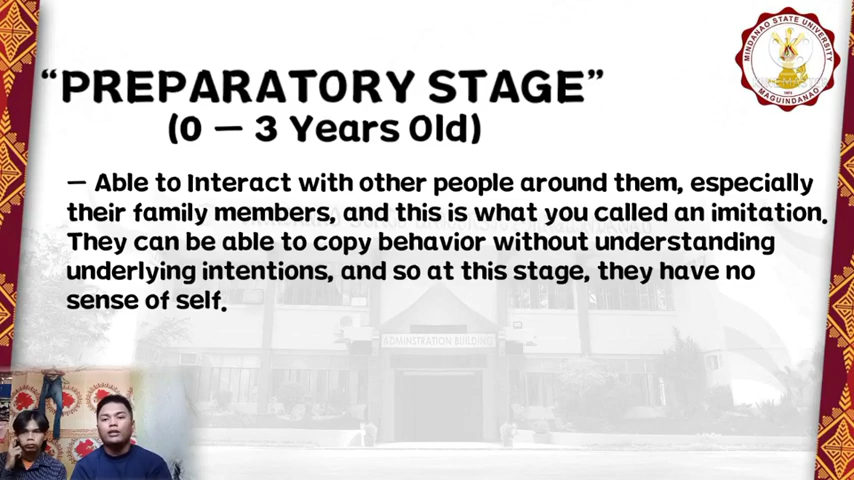 “PREPARATORY STAGE”
(0 – 3 Years Old)
MINDANAO STATE UNIVERSITY
MAGUINDANAO
– Able to Interact with other people around them, especially
their family members, and this is what you called an imitation.
They can be able to copy behavior without understanding
underlying intentions, and so at this stage, they have no
sense of self.
ADMINSTRATION BUILDING